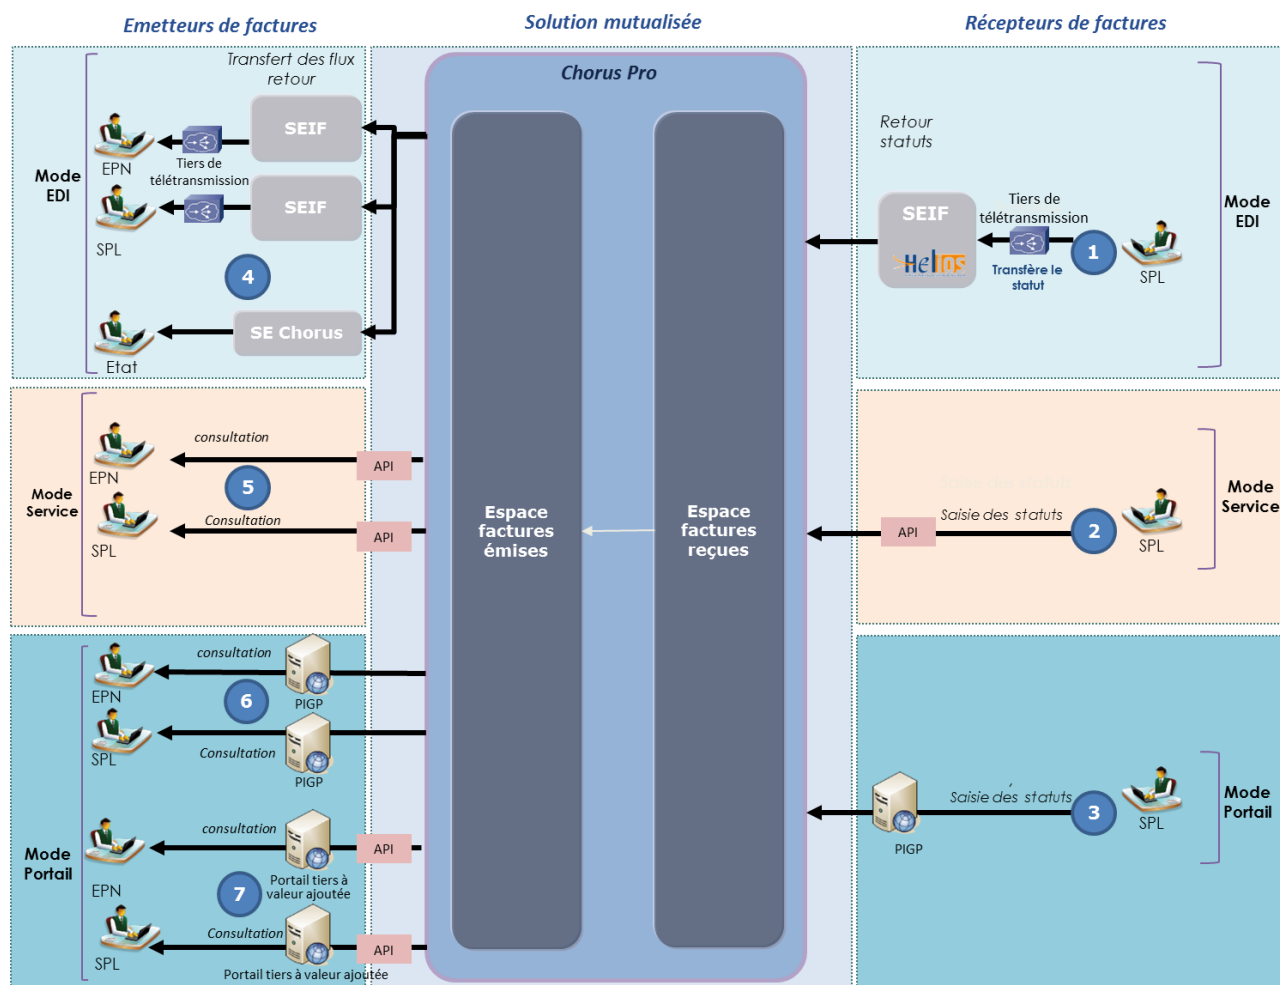 Emetteurs de factures
Solution mutualisée
Récepteurs de factures
Transfert des flux
retour
SEIF
EPN
Tiers de
télétransmission
SEIF
SPL
4
SE Chorus
Etat
Mode
EDI
Chorus Pro
Retour
statuts
SEIF
Helios
Tiers de
télétransmission
Transfère le
statut
1
SPL
Mode
EDI
consultation
API
EPN
5
Consultation
API
SPL
Mode
Service
Espace
factures
émises
Espace
factures
reçues
Saisie des statuts
Saisie des statuts
API
2
SPL
Mode
Service
consultation
EPN
PIGP
6
SPL
Consultation
PIGP
consultation
API
EPN
7
Portail tiers à
valeur ajoutée
Consultation
API
SPL
Portail tiers à valeur ajoutée
Mode
Portail
Saisie des statuts
PIGP
3
SPL
Mode
Portail